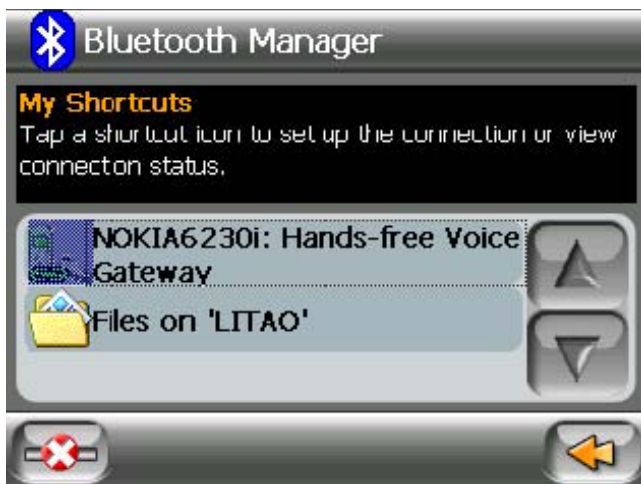 Bluetooth Manager
My Shortcuts
Tap a shortcut icon to set up the connection or view
connecton status.
NOKIA6230i: Hands-free Voice
Gateway
Files on 'LITAO'